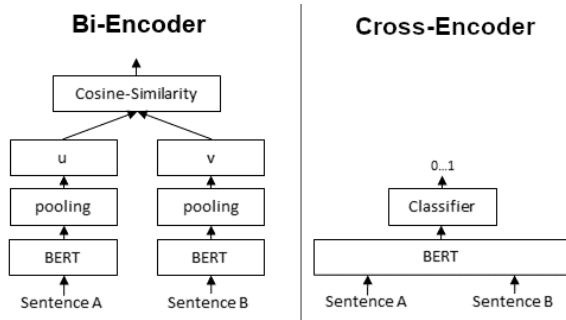 Bi-Encoder
Cosine-Similarity
u v
pooling pooling
BERT BERT
Sentence A Sentence B
Cross-Encoder
0...1
Classifier
BERT
Sentence A Sentence B